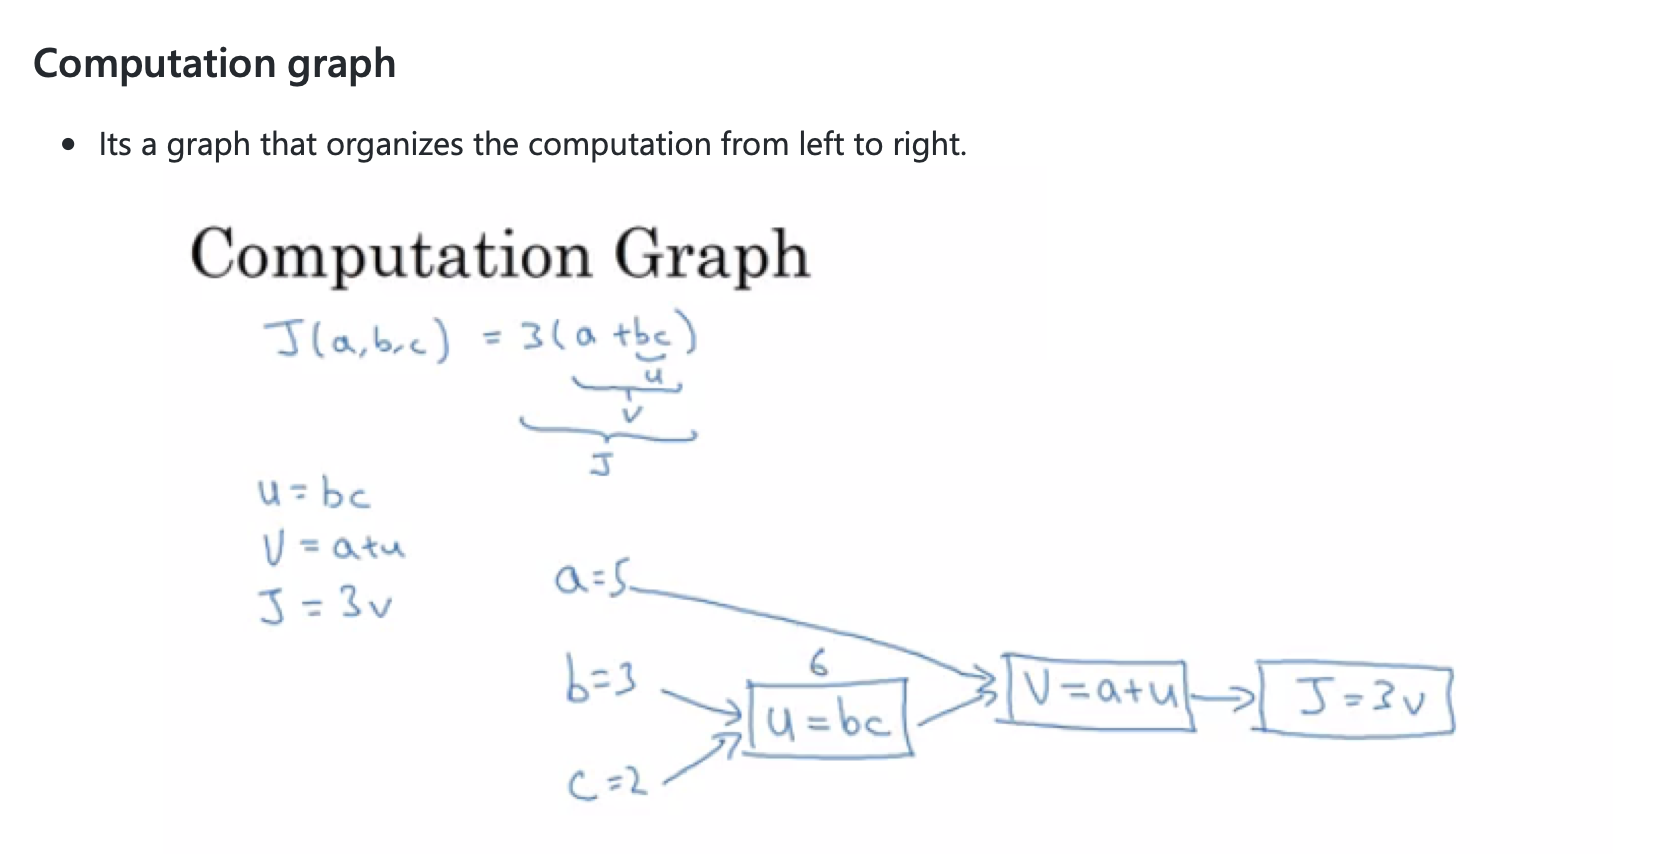 Computation graph
Its a graph that organizes the computation from left to right.
Computation Graph
J(a,b,c) = 3(a +bc)
u
V
J
u = bc
V = a+u
J = 3v
a=5
b=3
c=2
6
u=bc
V=a+u
J=3v